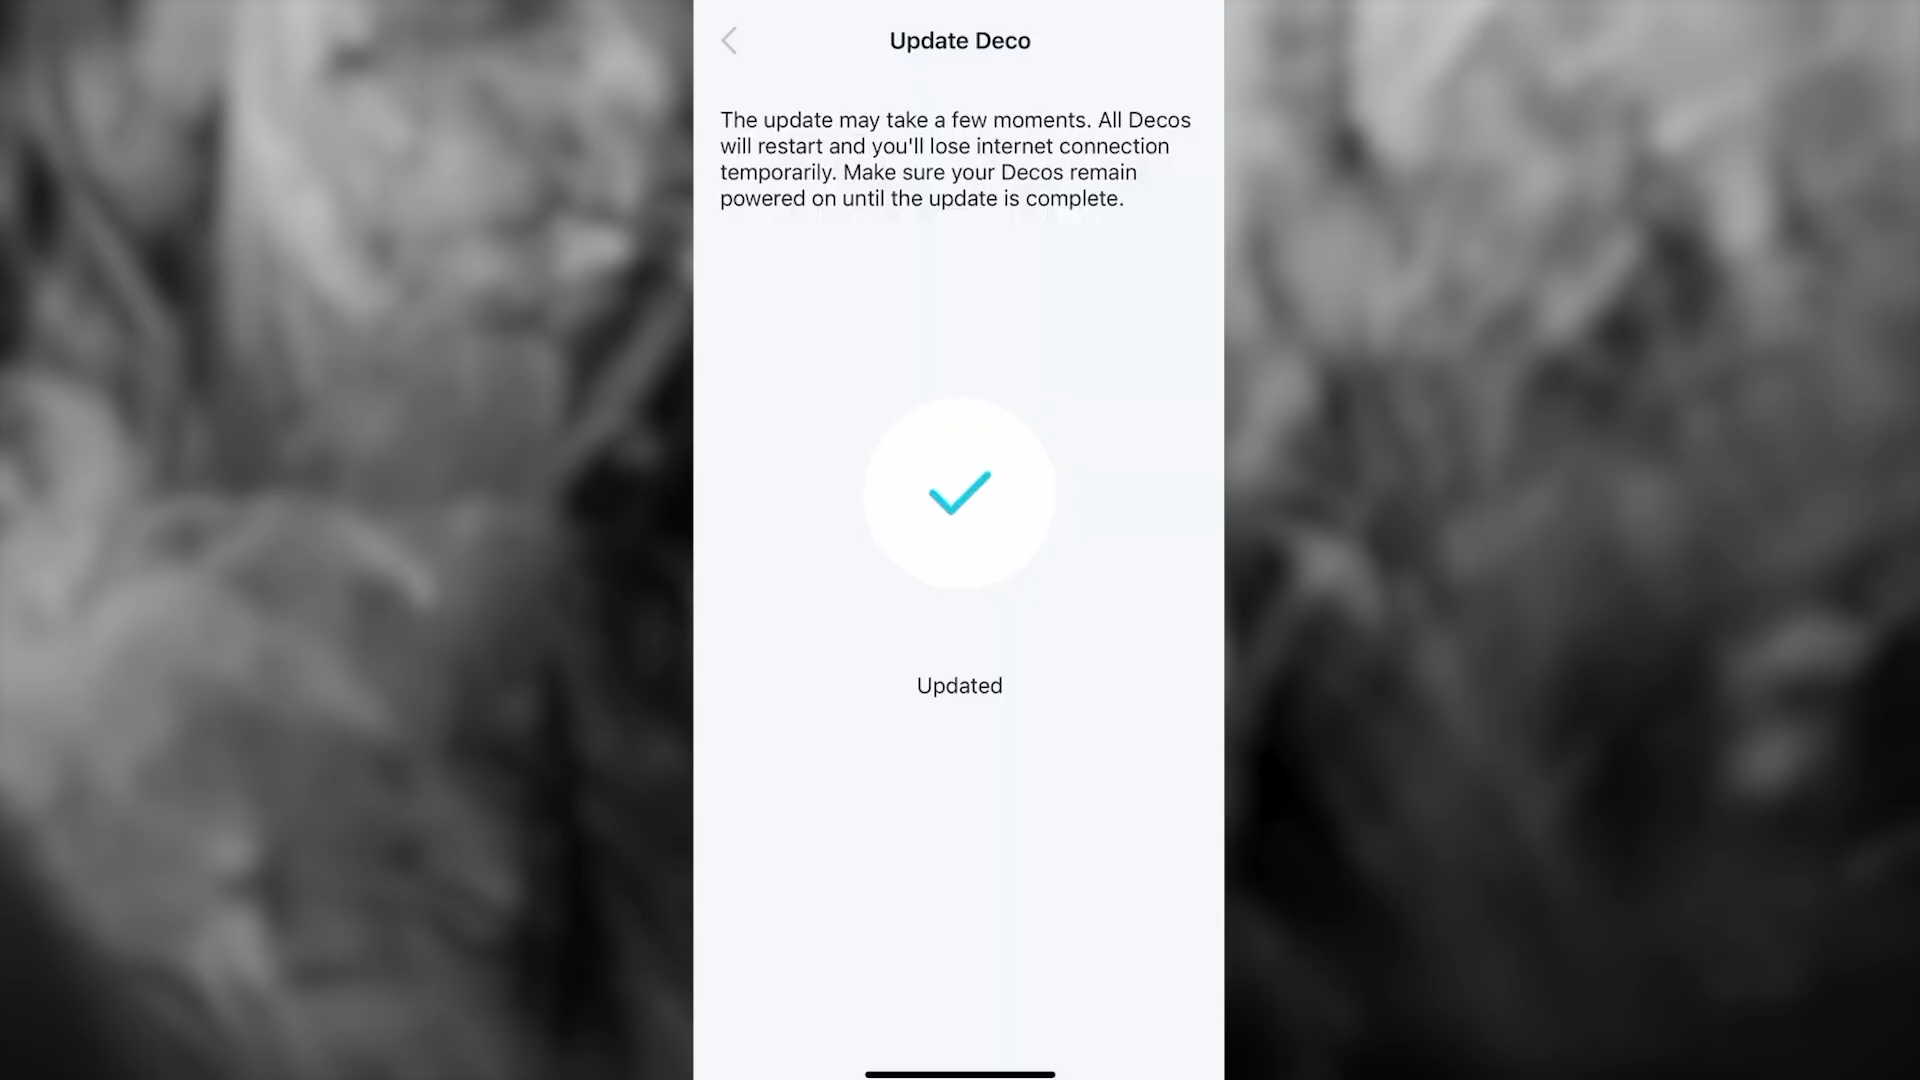 Update Deco
The update may take a few moments. All Decos
will restart and you'll lose internet connection
temporarily. Make sure your Decos remain
powered on until the update is complete.
Updated